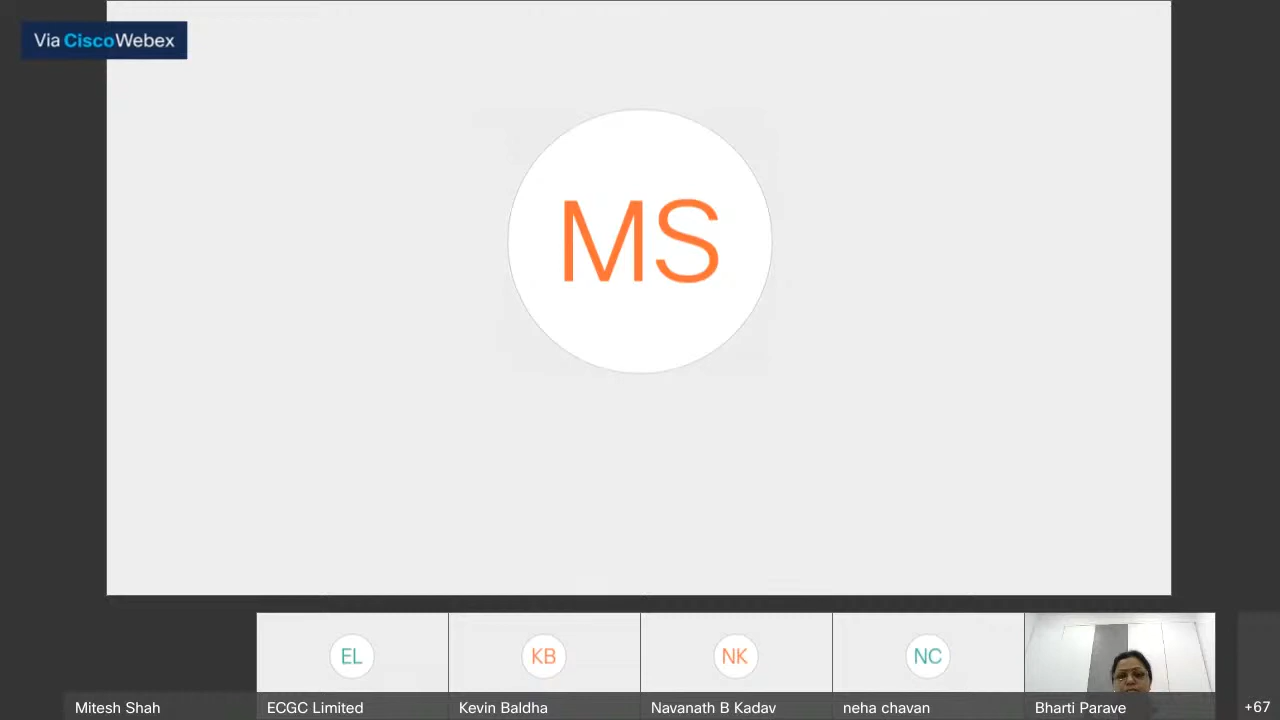 Via CiscoWebex
MS
EL
KB
NK
NC
Mitesh Shah
ECGC Limited
Kevin Baldha
Navanath B Kadav
neha chavan
Bharti Parave
+67